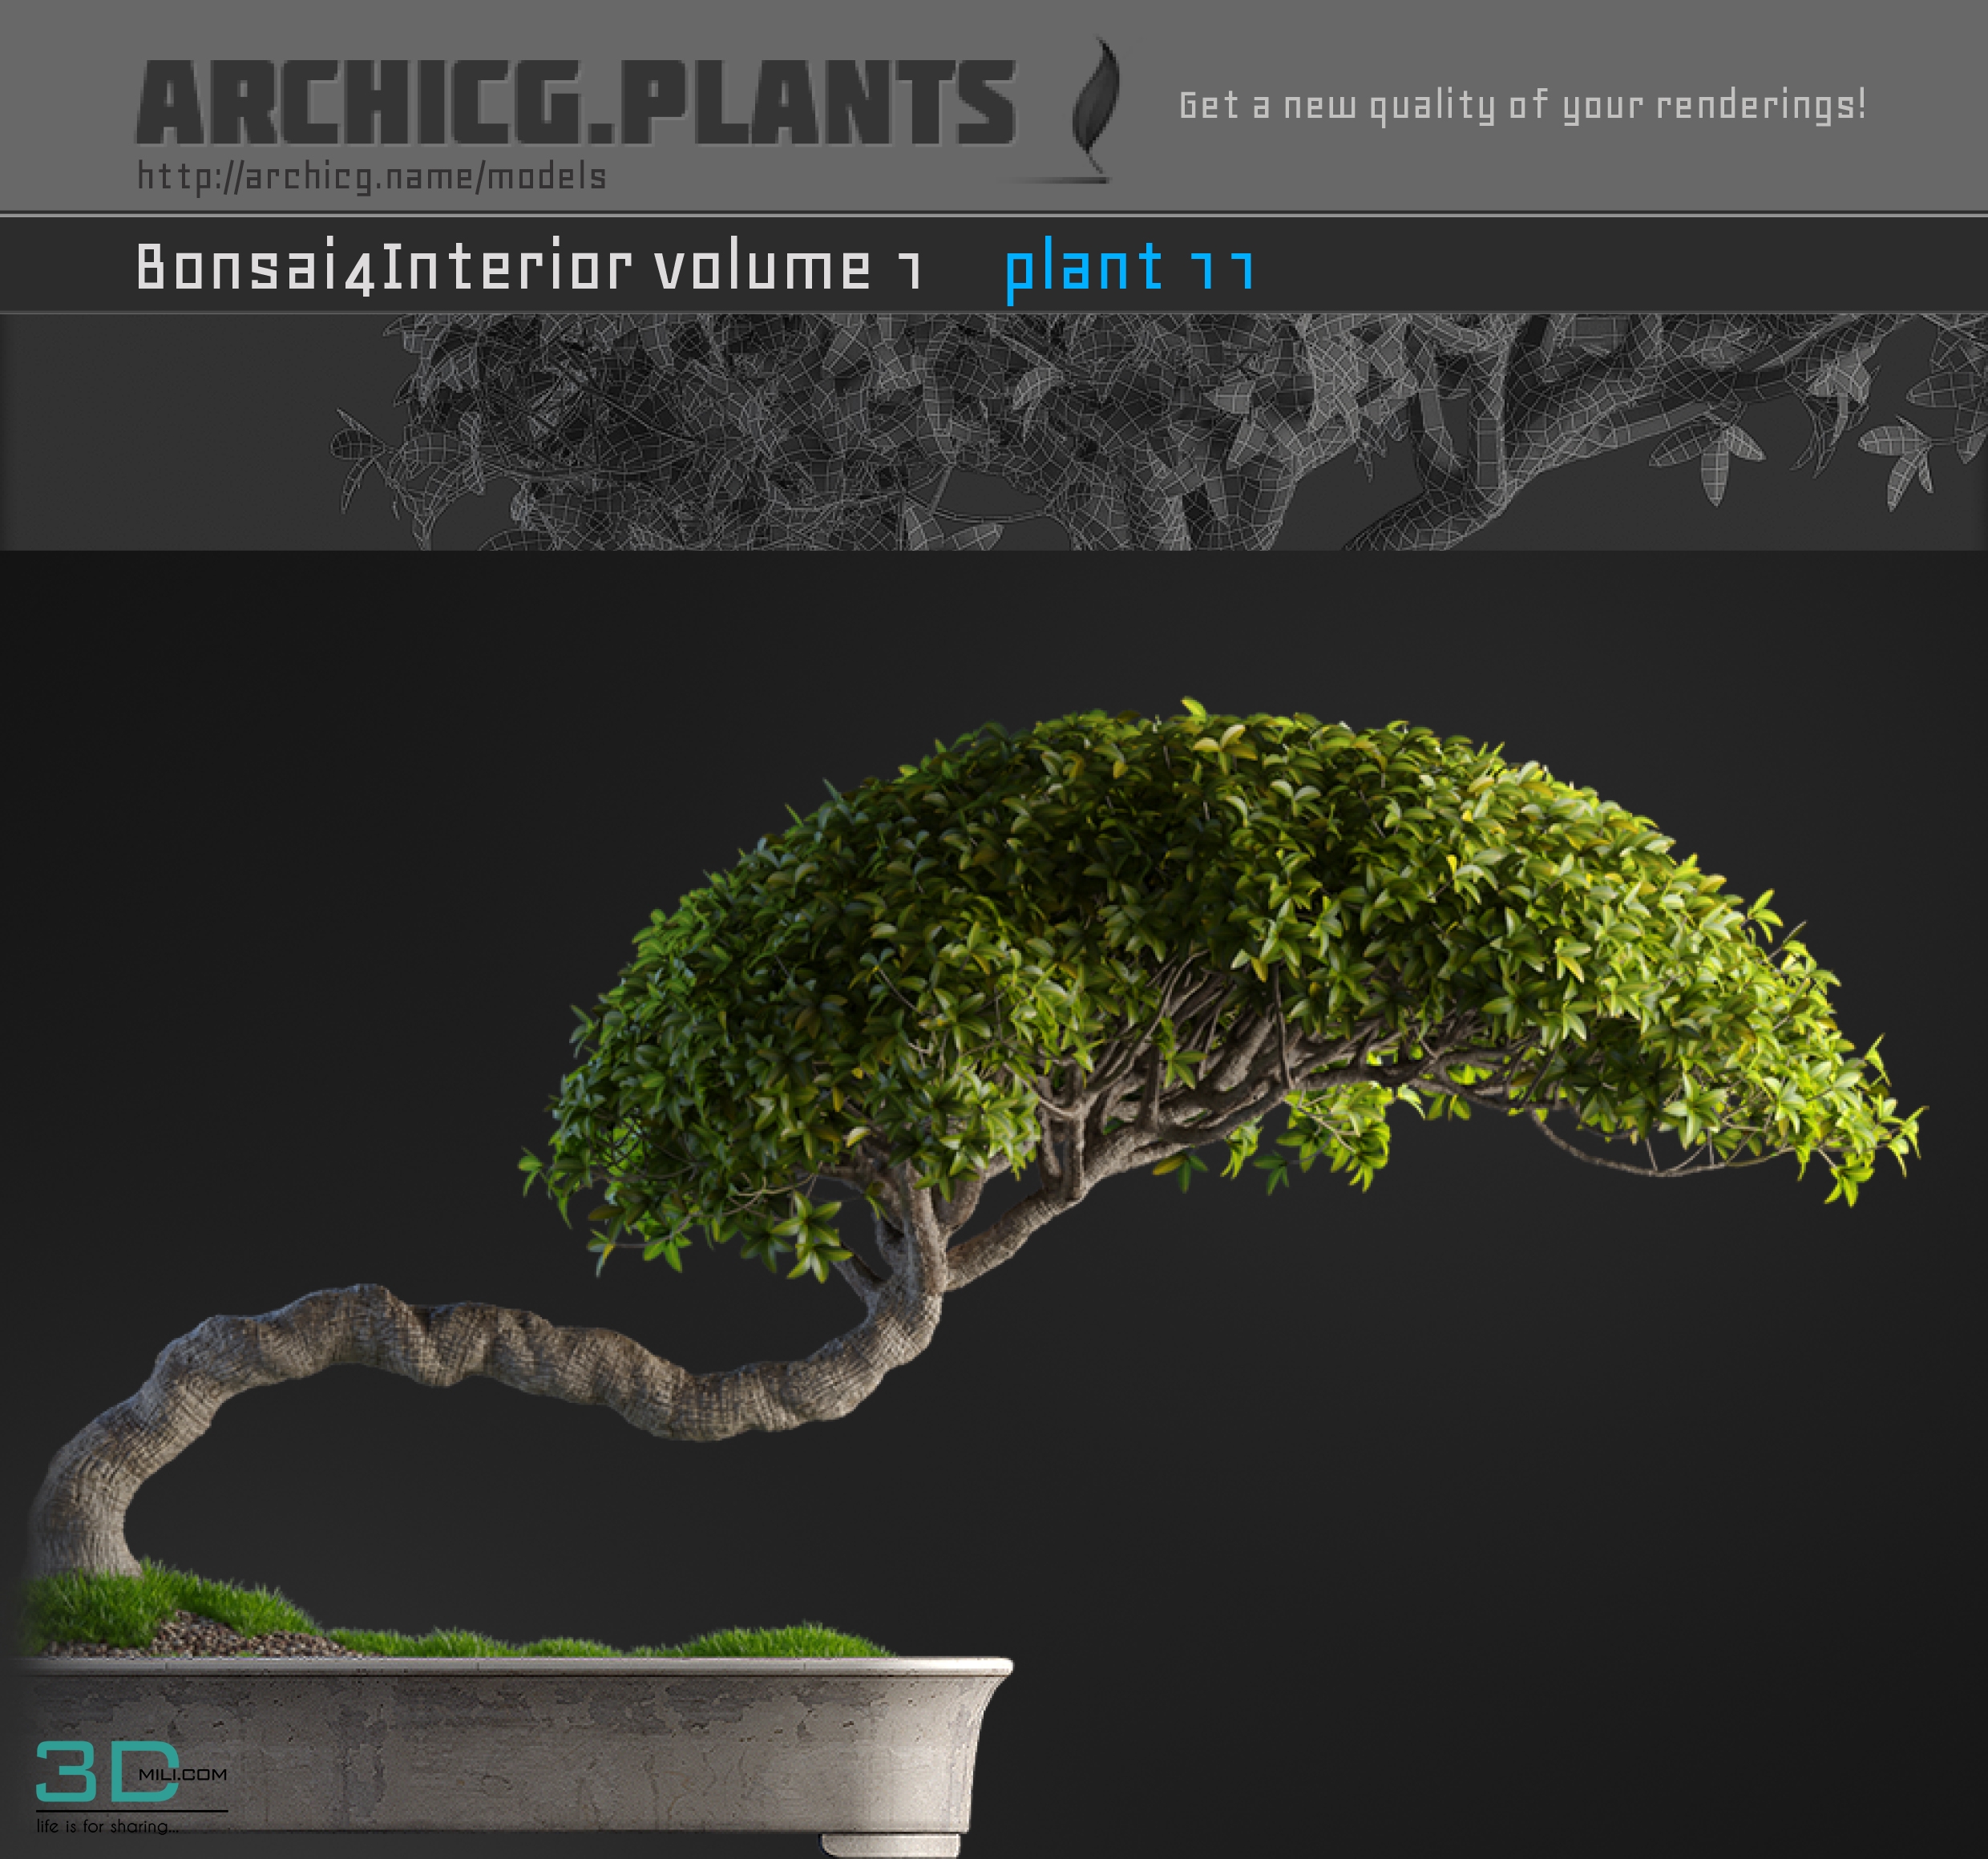 ARCHICG.PLANTS
Get a new quality of your renderings!
http://archicg.name/models
Bonsai4Interior volume 1 plant 11
3D
MILI.COM
life is for sharing...